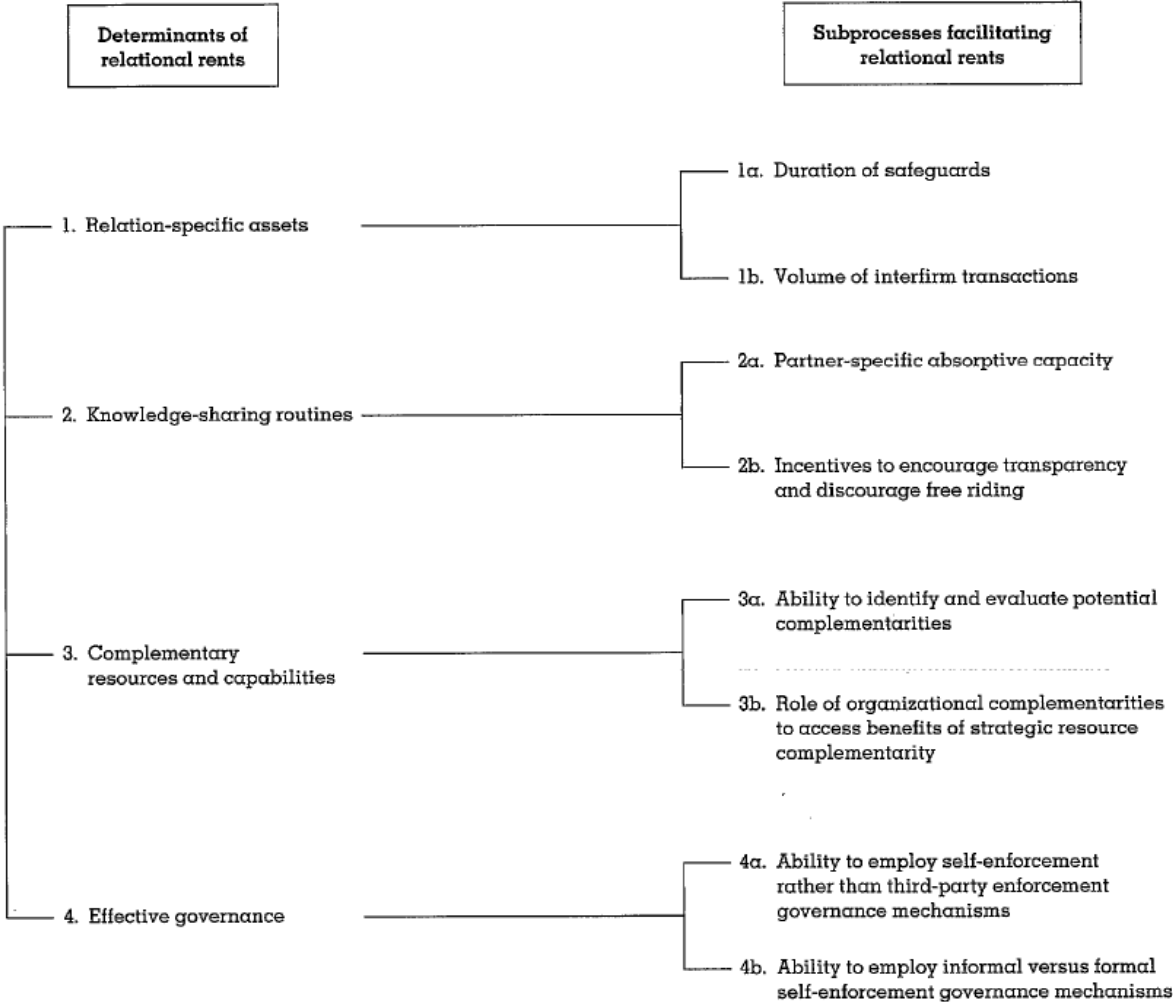 Determinants of
relational rents
Subprocesses facilitating
relational rents
1. Relation-specific assets
1a. Duration of safeguards
1b. Volume of interfirm transactions
2. Knowledge-sharing routines
2a. Partner-specific absorptive capacity
2b. Incentives to encourage transparency
and discourage free riding
3. Complementary
resources and capabilities
3a. Ability to identify and evaluate potential
complementarities
3b. Role of organizational complementarities
to access benefits of strategic resource
complementarity
4. Effective governance
4a. Ability to employ self-enforcement
rather than third-party enforcement
governance mechanisms
4b. Ability to employ informal versus formal
self-enforcement governance mechanisms